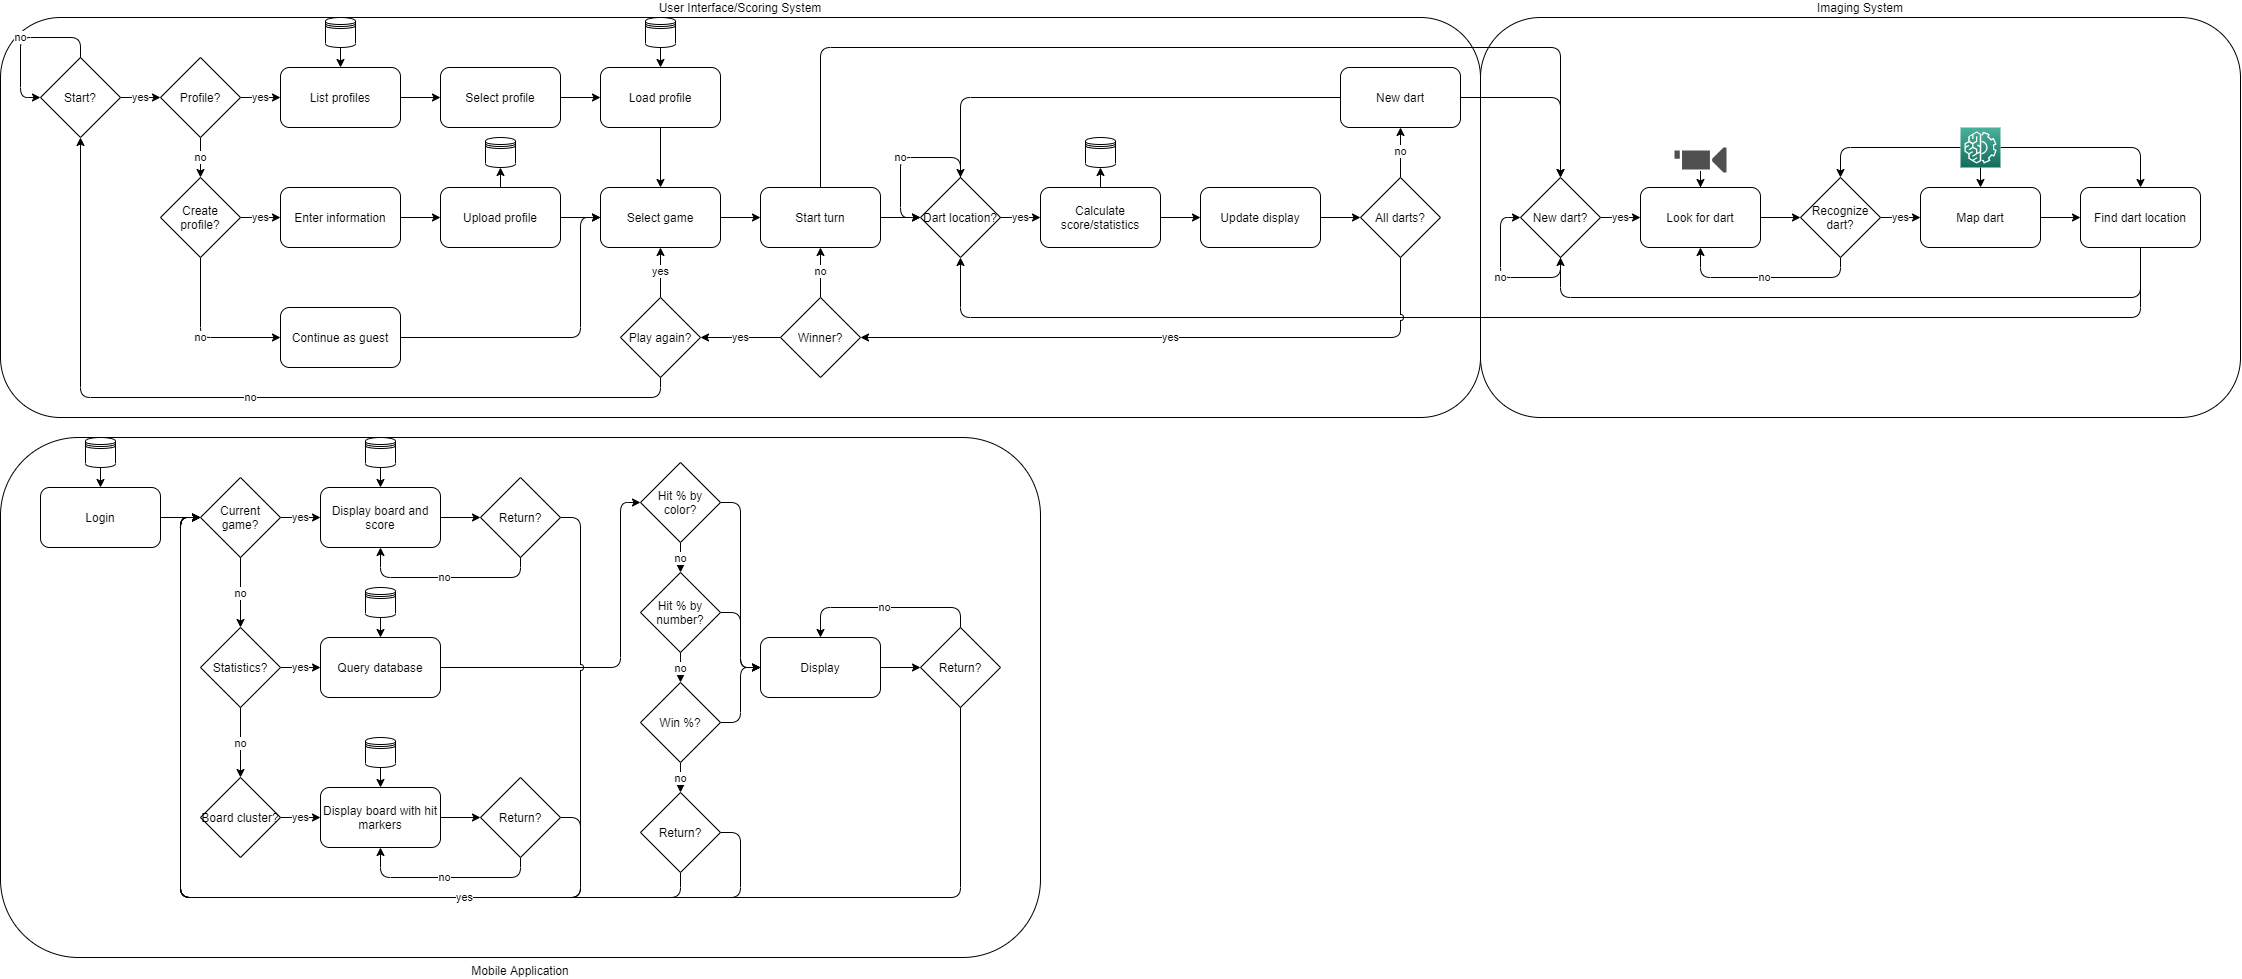 User Interface/Scoring System
Imaging System
no
Start?
yes
Profile?
yes
List profiles
Select profile
Load profile
New dart
no
no
no
no
Create
profile?
yes
Enter information
Upload profile
Select game
Start turn
Dart location?
yes
Calculate
score/statistics
Update display
All darts?
New dart?
yes
Look for dart
Recognize
dart?
yes
Map dart
Find dart location
yes
no
no
no
no
Continue as guest
Play again?
yes
Winner?
yes
no
Login
Current
game?
yes
Display board and
score
Return?
Hit % by
color?
no
no
no
Hit % by
number?
no
Statistics?
yes
Query database
no
Display
Return?
Win %?
no
no
Board cluster?
yes
Display board with hit
markers
Return?
Return?
no
yes
Mobile Application